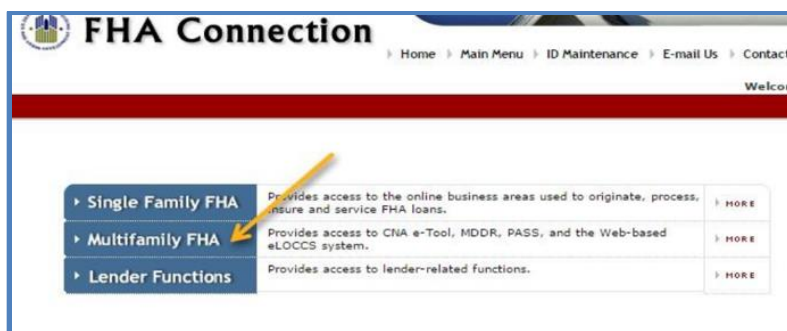 FHA Connection
Home Main Menu ID Maintenance E-mail Us Contact
Single Family FHA
Provides access to the online business areas used to originate, process,
insure and service FHA loans.
MORE
Multifamily FHA
Provides access to CNA e-Tool, MDDR, PASS, and the Web-based
eLOCCS system.
MORE
Lender Functions
Provides access to lender-related functions.
MORE